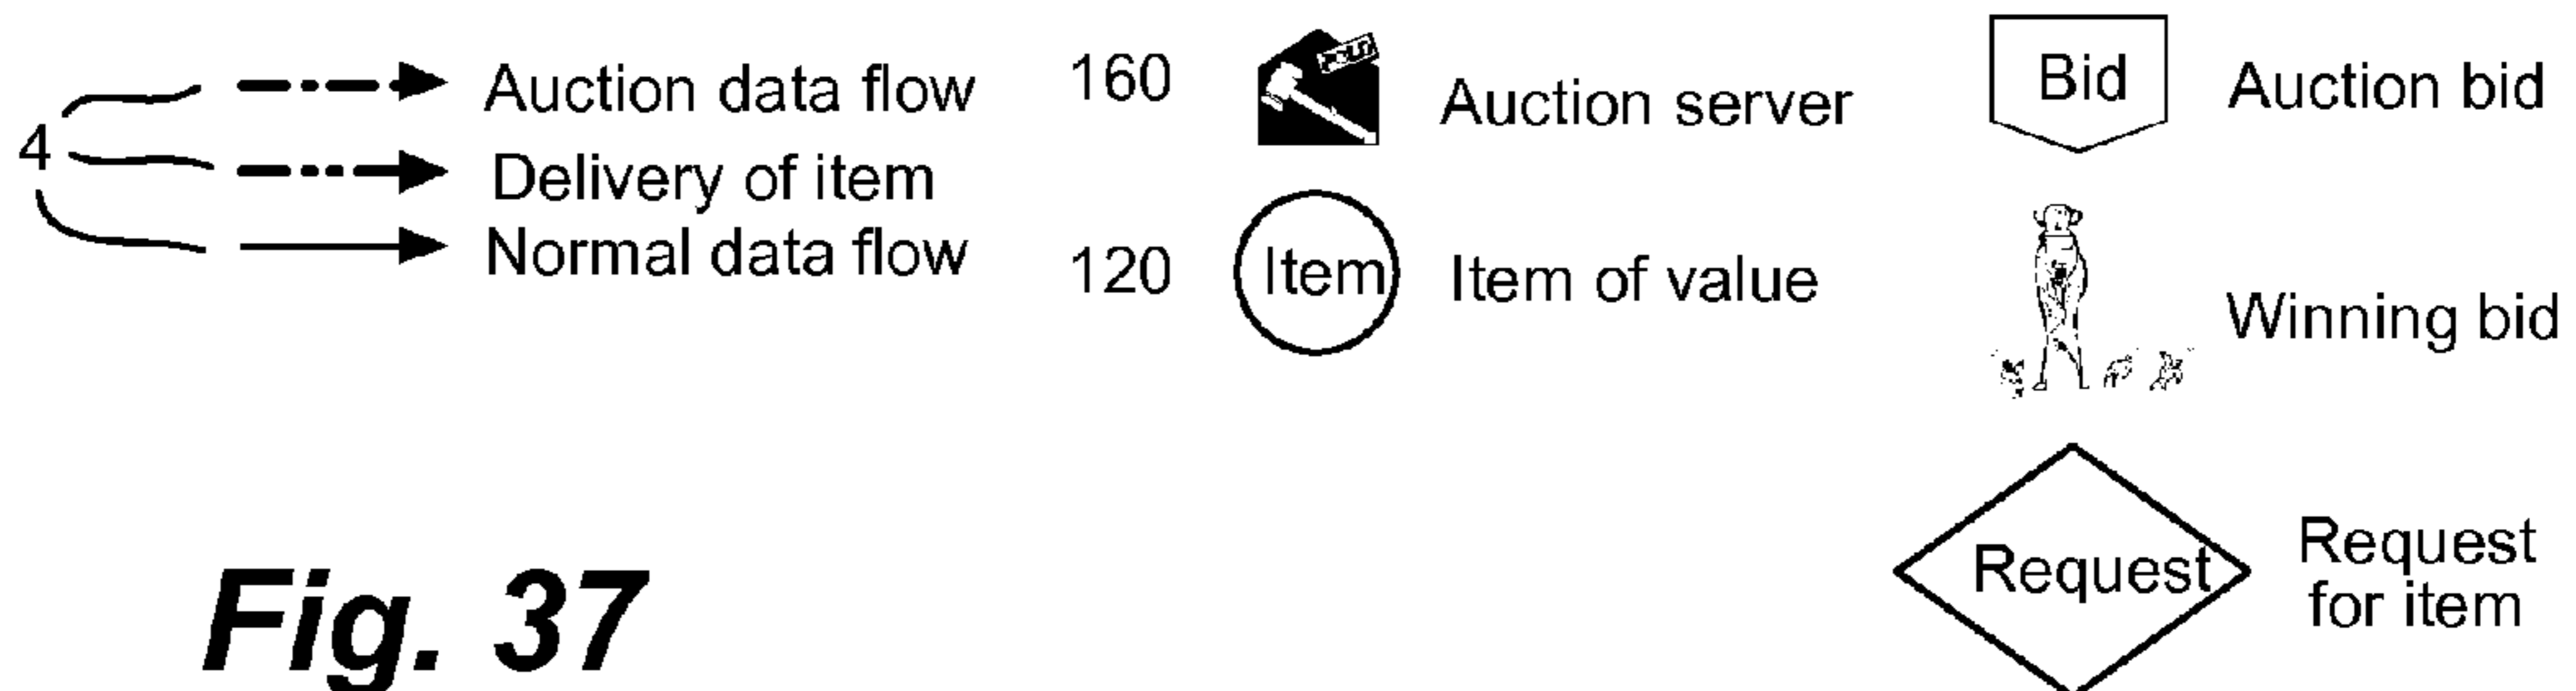 4
Auction data flow
Delivery of item
Normal data flow
160
Auction server
120
Item
Item of value
Bid
Auction bid
Winning bid
Request
Request
for item
Fig. 37